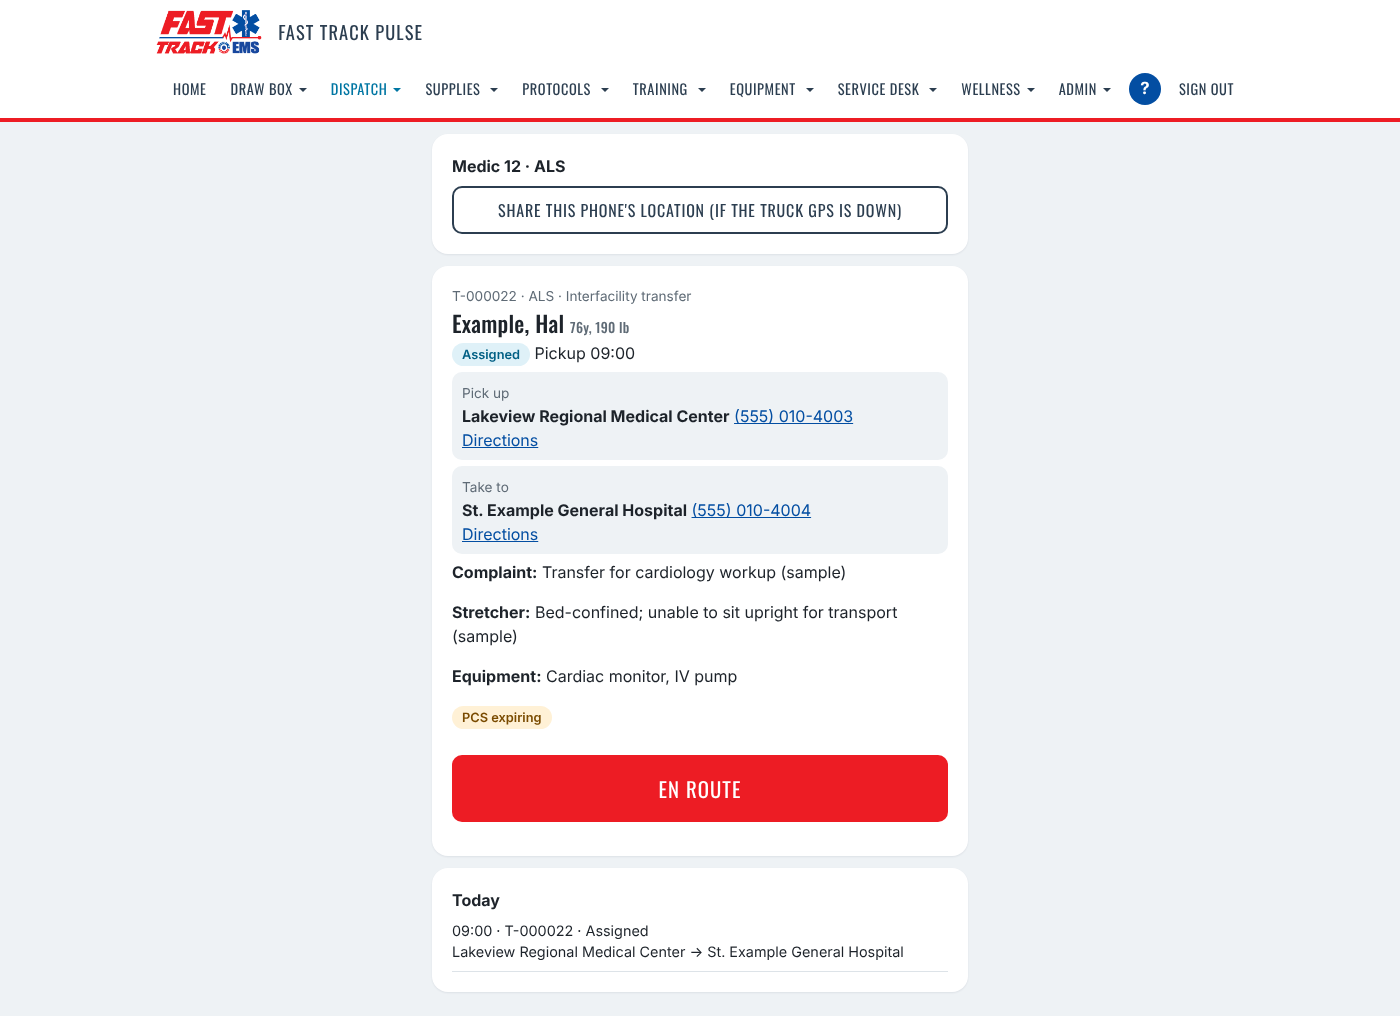 FAST TRACK EMS
FAST TRACK PULSE
HOME DRAW BOX DISPATCH SUPPLIES PROTOCOLS TRAINING EQUIPMENT SERVICE DESK WELLNESS ADMIN ? SIGN OUT
Medic 12 · ALS
SHARE THIS PHONE'S LOCATION (IF THE TRUCK GPS IS DOWN)
T-000022 · ALS · Interfacility transfer
Example, Hal 76y, 190 lb
Assigned Pickup 09:00
Pick up
Lakeview Regional Medical Center (555) 010-4003
Directions
Take to
St. Example General Hospital (555) 010-4004
Directions
Complaint: Transfer for cardiology workup (sample)
Stretcher: Bed-confined; unable to sit upright for transport
(sample)
Equipment: Cardiac monitor, IV pump
PCS expiring
EN ROUTE
Today
09:00 · T-000022 · Assigned
Lakeview Regional Medical Center → St. Example General Hospital